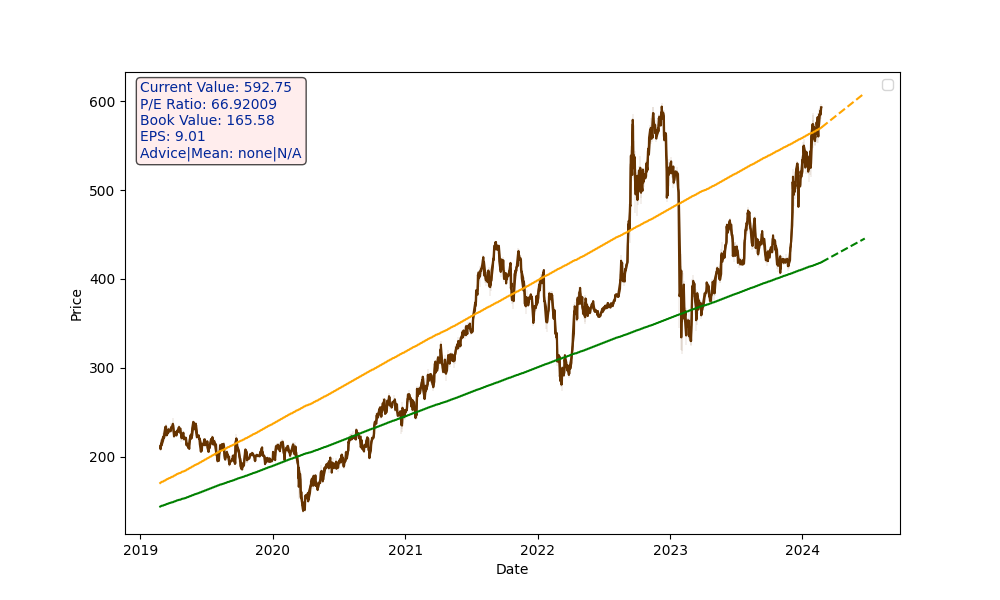 Current Value: 592.75
P/E Ratio: 66.92009
Book Value: 165.58
EPS: 9.01
Advice|Mean: none|N/A
600
500
400
300
200
Price
2019 2020 2021 2022 2023 2024
Date